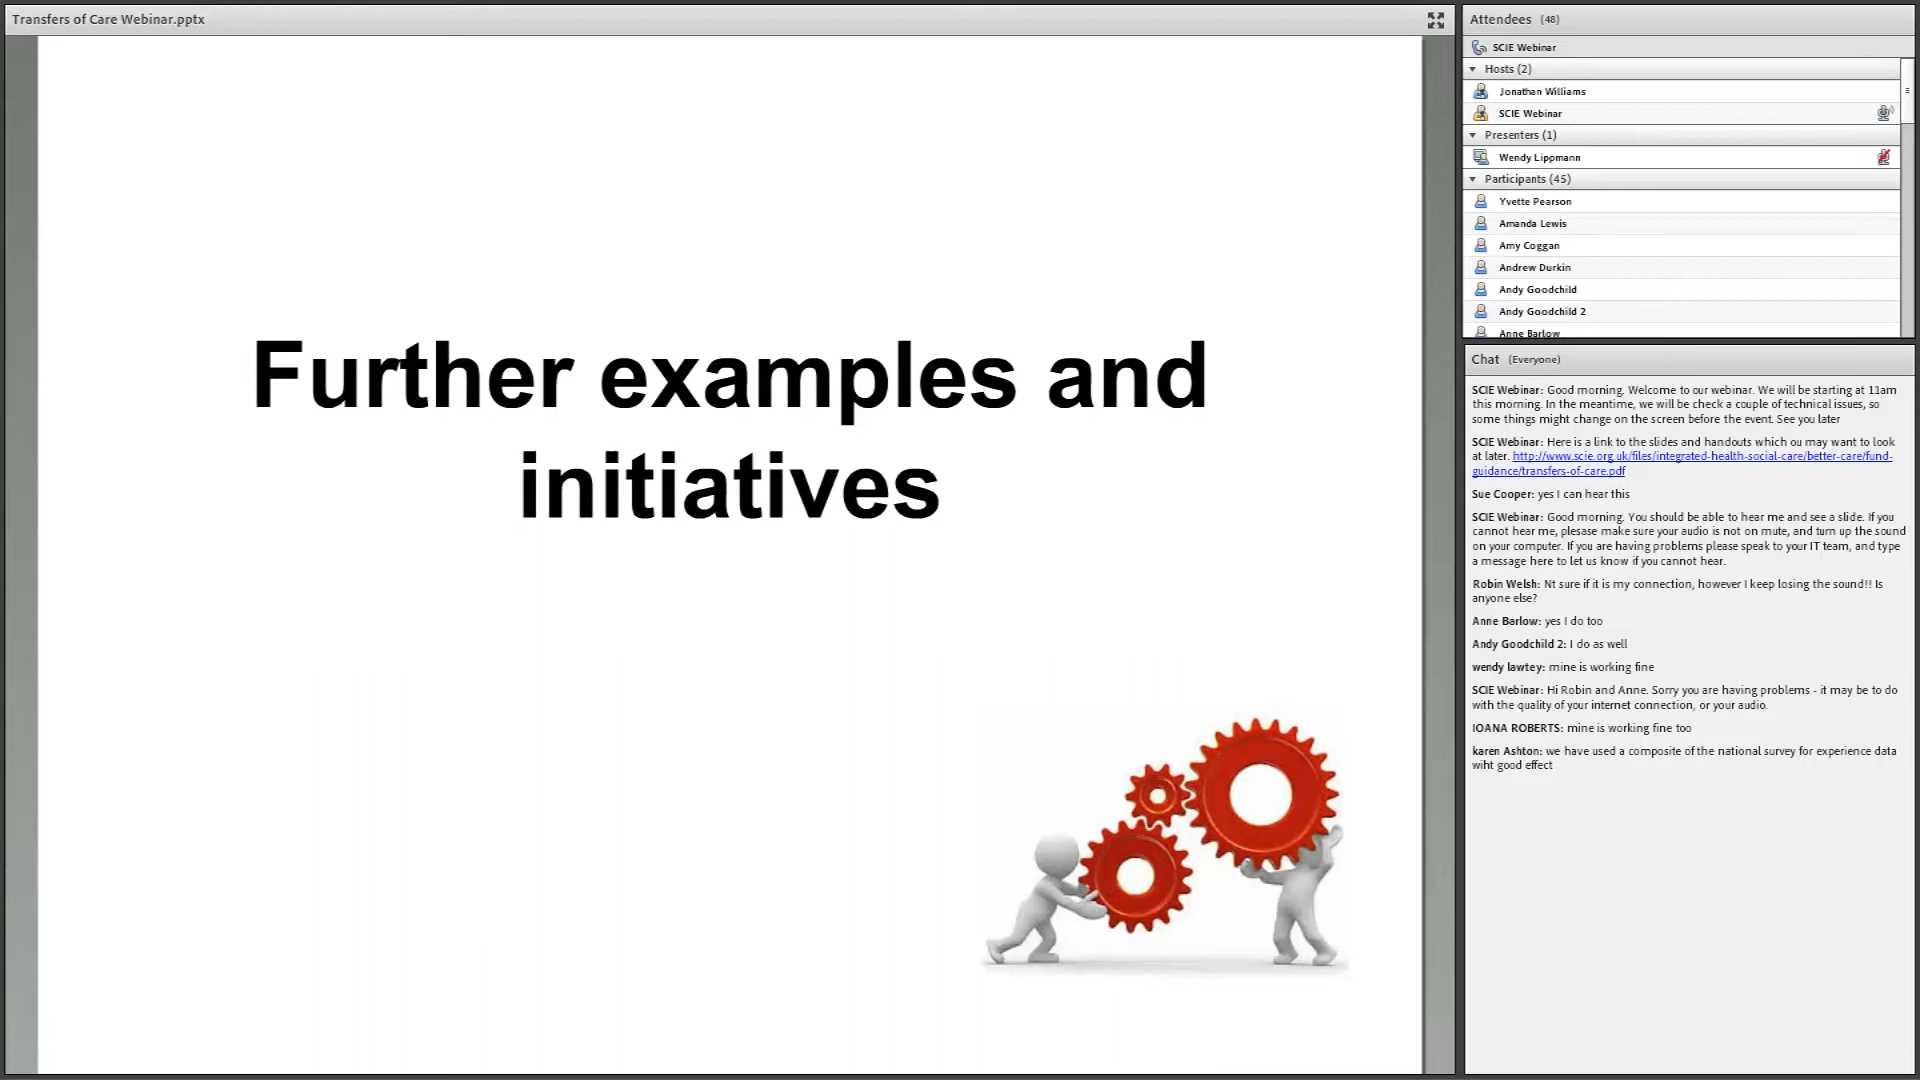 Transfers of Care Webinar.pptx
Further examples and
initiatives
Attendees (48)
SCIE Webinar
Hosts (2)
Jonathan Williams
SCIE Webinar
Presenters (1)
Wendy Lippmann
Participants (45)
Yvette Pearson
Amanda Lewis
Amy Coggan
Andrew Durkin
Andy Goodchild
Andy Goodchild 2
Anne Barlow
Chat (Everyone)
SCIE Webinar: Good morning. Welcome to our webinar. We will be starting at 11am
this morning. In the meantime, we will be check a couple of technical issues, so
some things might change on the screen before the event. See you later
SCIE Webinar: Here is a link to the slides and handouts which ou may want to look
at later. http://www.scie.org.uk/files/integrated-health-social-care/better-care/fund-
guidance/transfers-of-care.pdf
Sue Cooper: yes I can hear this
SCIE Webinar: Good morning. You should be able to hear me and see a slide. If you
cannot hear me, plesase make sure your audio is not on mute, and turn up the sound
on your computer. If you are having problems please speak to your IT team, and type
a message here to let us know if you cannot hear.
Robin Welsh: Nt sure if it is my connection, however I keep losing the sound!! Is
anyone else?
Anne Barlow: yes I do too
Andy Goodchild 2: I do as well
wendy lawtey: mine is working fine
SCIE Webinar: Hi Robin and Anne. Sorry you are having problems - it may be to do
with the quality of your internet connection, or your audio.
IOANA ROBERTS: mine is working fine too
karen Ashton: we have used a composite of the national survey for experience data
wiht good effect